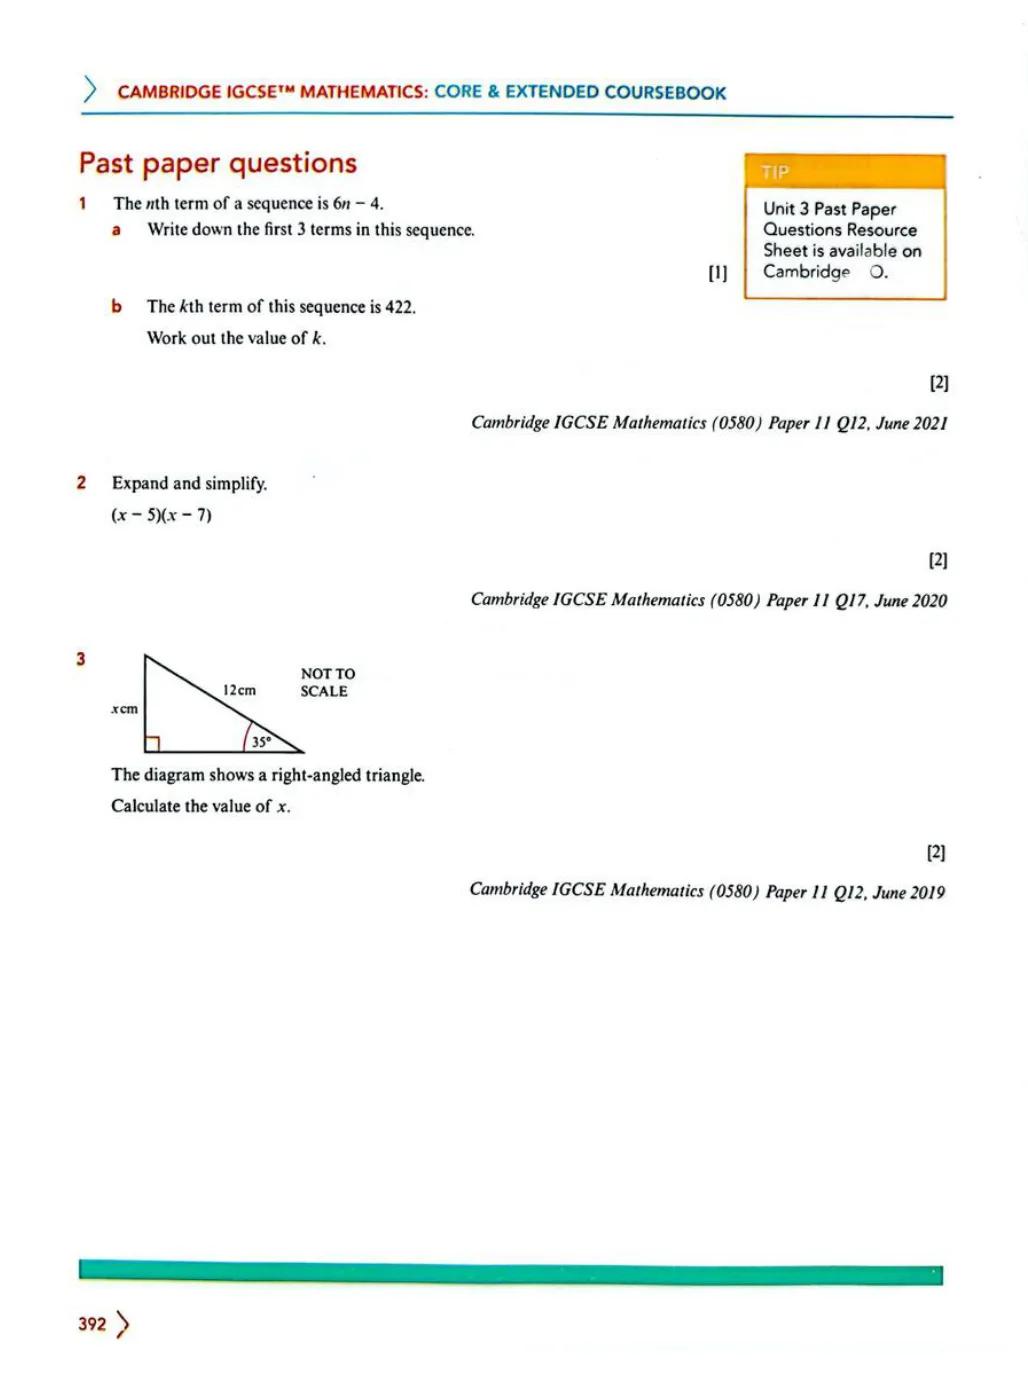 CAMBRIDGE IGCSE™ MATHEMATICS: CORE & EXTENDED COURSEBOOK
Past paper questions
1 The nth term of a sequence is 6n − 4.
a Write down the first 3 terms in this sequence.
[1]
TIP
Unit 3 Past Paper
Questions Resource
Sheet is available on
Cambridge O.
b The kth term of this sequence is 422.
Work out the value of k.
[2]
Cambridge IGCSE Mathematics (0580) Paper 11 Q12, June 2021
2 Expand and simplify.
(x − 5)(x − 7)
[2]
Cambridge IGCSE Mathematics (0580) Paper 11 Q17, June 2020
3
NOT TO
SCALE
12cm
xcm
35°
The diagram shows a right-angled triangle.
Calculate the value of x.
[2]
Cambridge IGCSE Mathematics (0580) Paper 11 Q12, June 2019
392